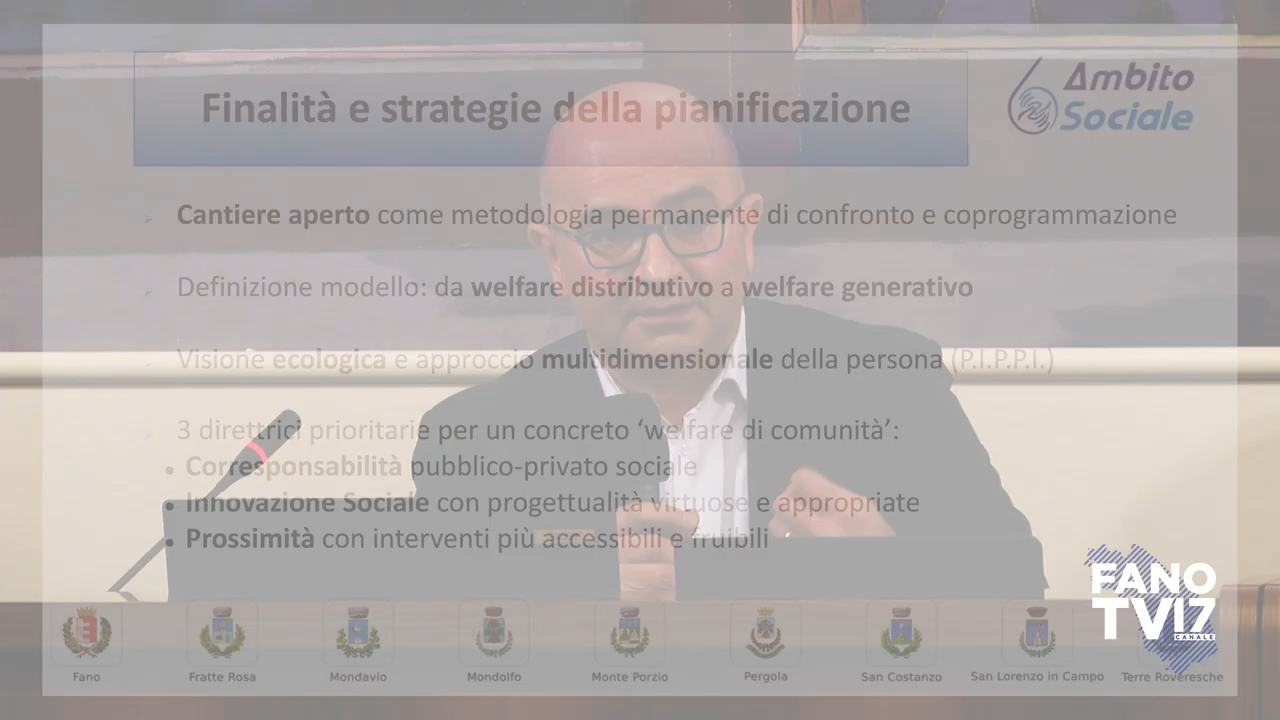 Finalità e strategie della pianificazione
Ambito
Sociale
Cantiere aperto come metodologia permanente di confronto e coprogrammazione
Definizione modello: da welfare distributivo a welfare generativo
Visione ecologica e approccio multidimensionale della persona (P.I.P.P.I.)
3 direttrici prioritarie per un concreto ‘welfare di comunità’:
• Corresponsabilità pubblico-privato sociale
• Innovazione Sociale con progettualità virtuose e appropriate
• Prossimità con interventi più accessibili e fruibili
FANO
TV17
CANALE
Fano Fratte Rosa Mondavio Mondolfo Monte Porzio Pergola San Costanzo San Lorenzo in Campo Terre Roveresche